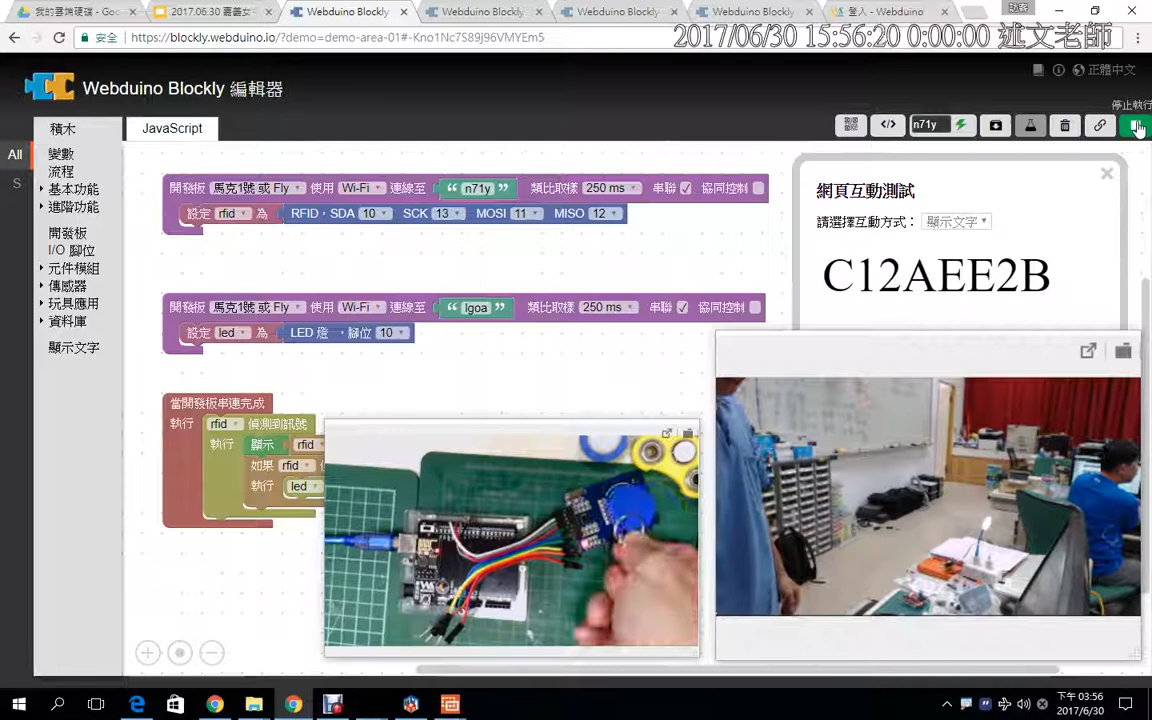 我的雲端硬碟 - G
2017.06.30 嘉義女
Webduino Blockly
Webduino Blockly
Webduino Blockly
Webduino Blockly
登入 - Webduino
訪客
安全
https://blockly.webduino.io/?demo=demo-area-01#-Kno1Nc7S89j96VMYEm5
2017/06/30 15:56:20 0:00:00 述文老師
Webduino Blockly 編輯器
正體中文
停止執行
積木
JavaScript
n71y
All
S
變數
流程
基本功能
進階功能
開發板
I/O 腳位
元件模組
傳感器
玩具應用
資料庫
顯示文字
開發板 馬克1號 或 Fly 使用 Wi-Fi 連線至 “ n71y ” 類比取樣 250 ms 串聯 ✓ 協同控制
設定 rfid 為 RFID，SDA 10 SCK 13 MOSI 11 MISO 12
開發板 馬克1號 或 Fly 使用 Wi-Fi 連線至 “ lgoa ” 類比取樣 250 ms 串聯 ✓ 協同控制
設定 led 為 LED 燈 ，腳位 10
當開發板串連完成
執行 rfid 偵測到訊號
執行 顯示 rfid
如果 rfid
執行 led
網頁互動測試
請選擇互動方式： 顯示文字
C12AEE2B
下午 03:56
2017/6/30